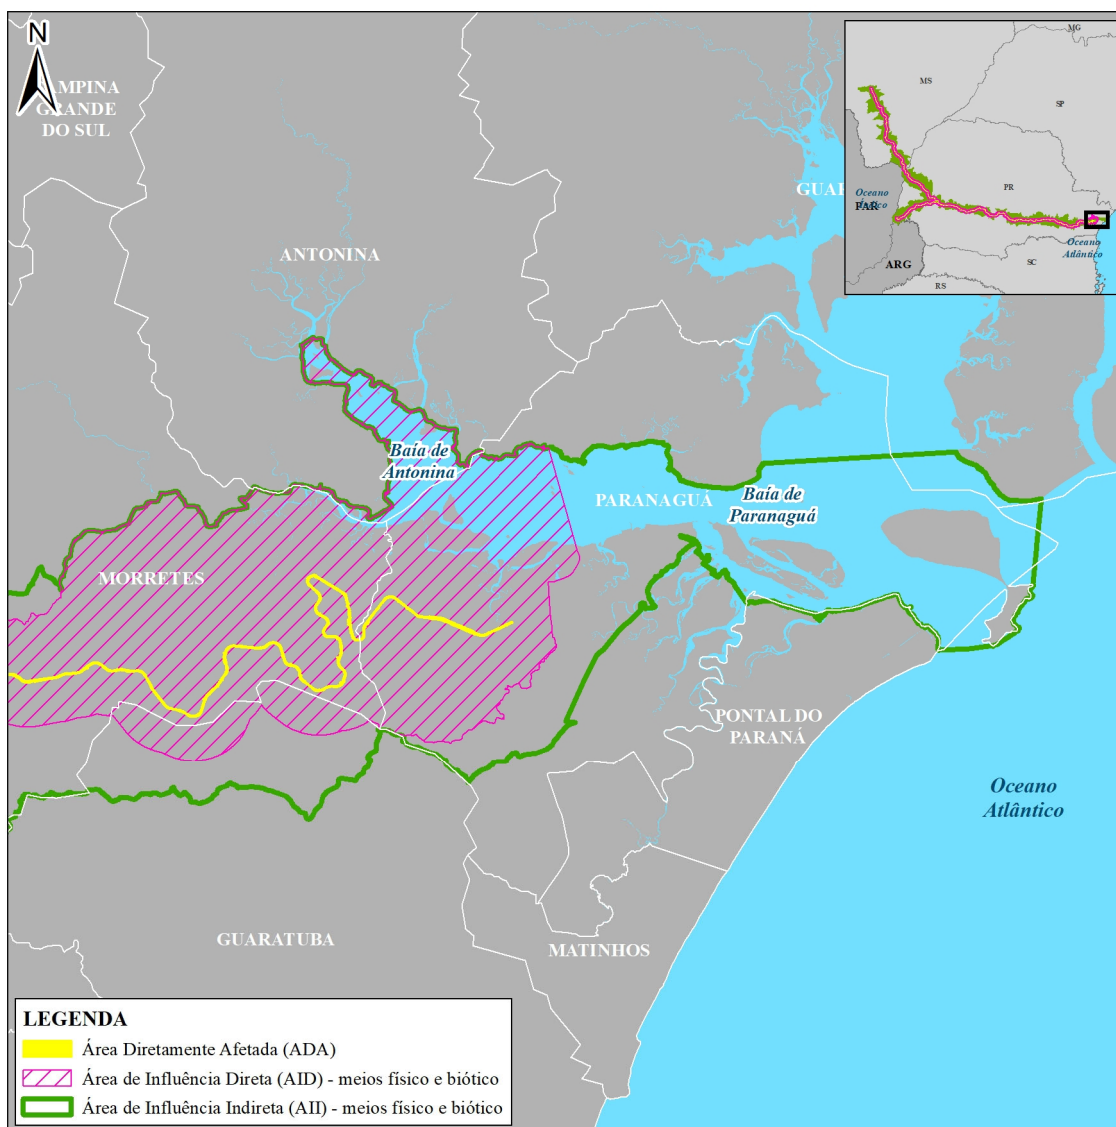 N
MPINA
GRANDE
DO SUL
ANTONINA
MG
MS
SP
PR
Oceano
PAR
Oceano
Atlântico
ARG
SC
RS
Baía de
Antonina
PARANAGUÁ
Baía de
Paranaguá
MORRETES
PONTAL DO
PARANÁ
Oceano
Atlântico
GUARATUBA
MATINHOS
LEGENDA
Área Diretamente Afetada (ADA)
Área de Influência Direta (AID) - meios físico e biótico
Área de Influência Indireta (AII) - meios físico e biótico